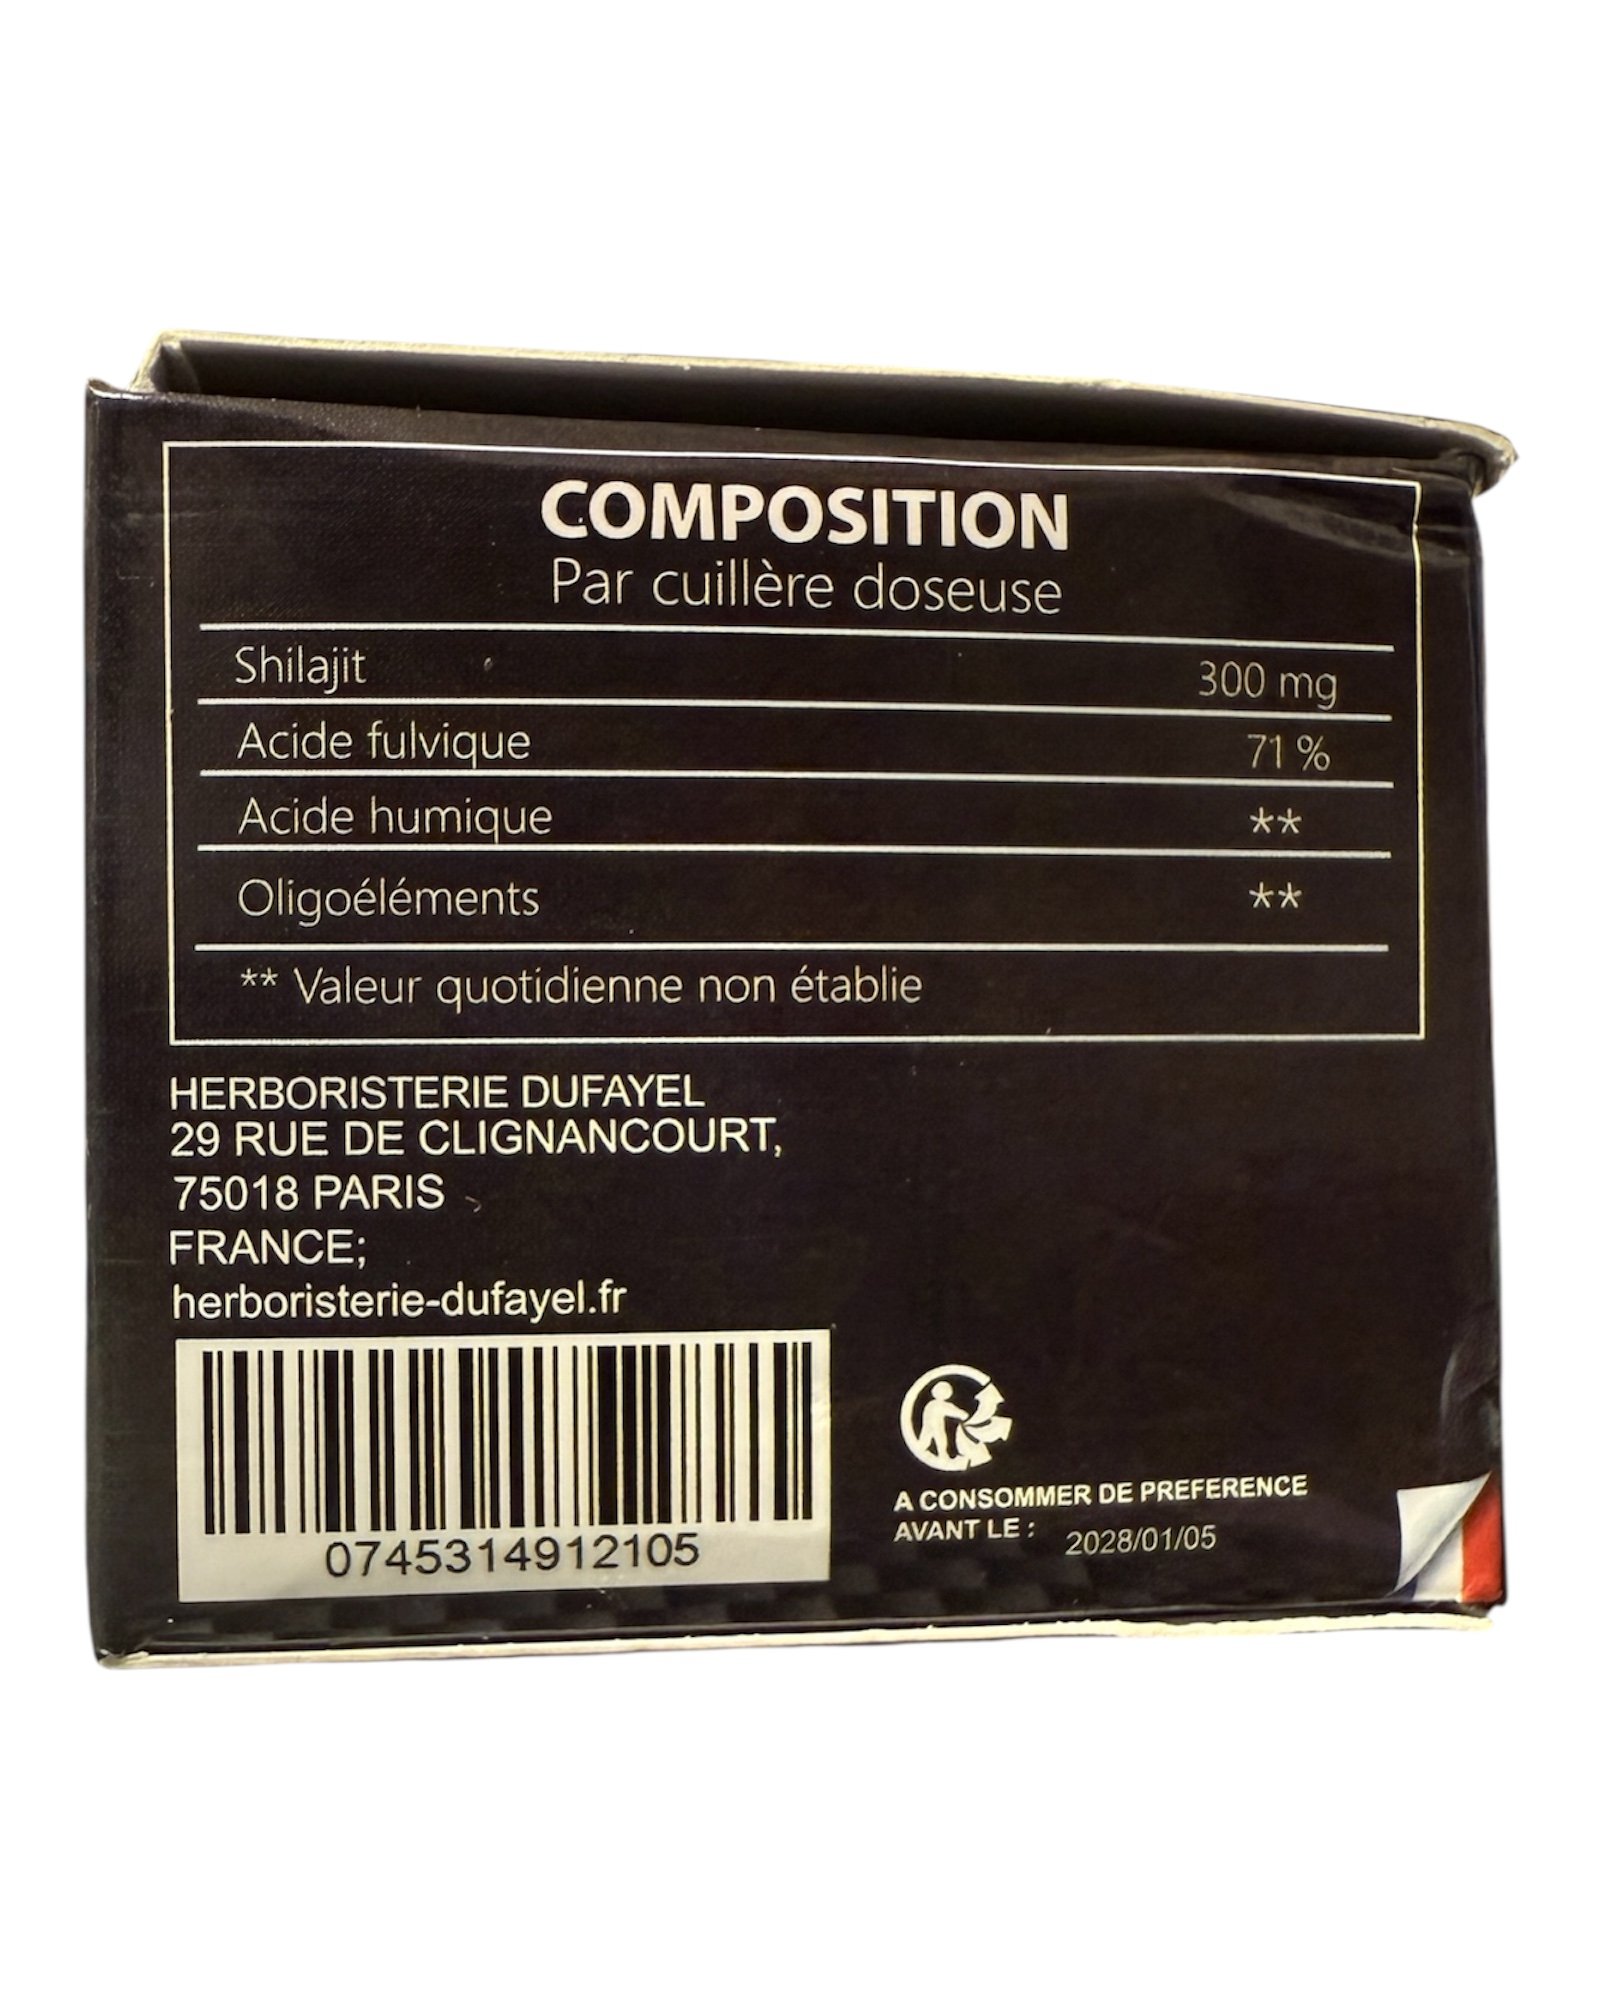 COMPOSITION
Par cuillère doseuse
Shilajit 300 mg
Acide fulvique 71 %
Acide humique **
Oligoéléments **
** Valeur quotidienne non établie
HERBORISTERIE DUFAYEL
29 RUE DE CLIGNANCOURT,
75018 PARIS
FRANCE;
herboristerie-dufayel.fr
0745314912105
A CONSOMMER DE PREFERENCE
AVANT LE : 2028/01/05